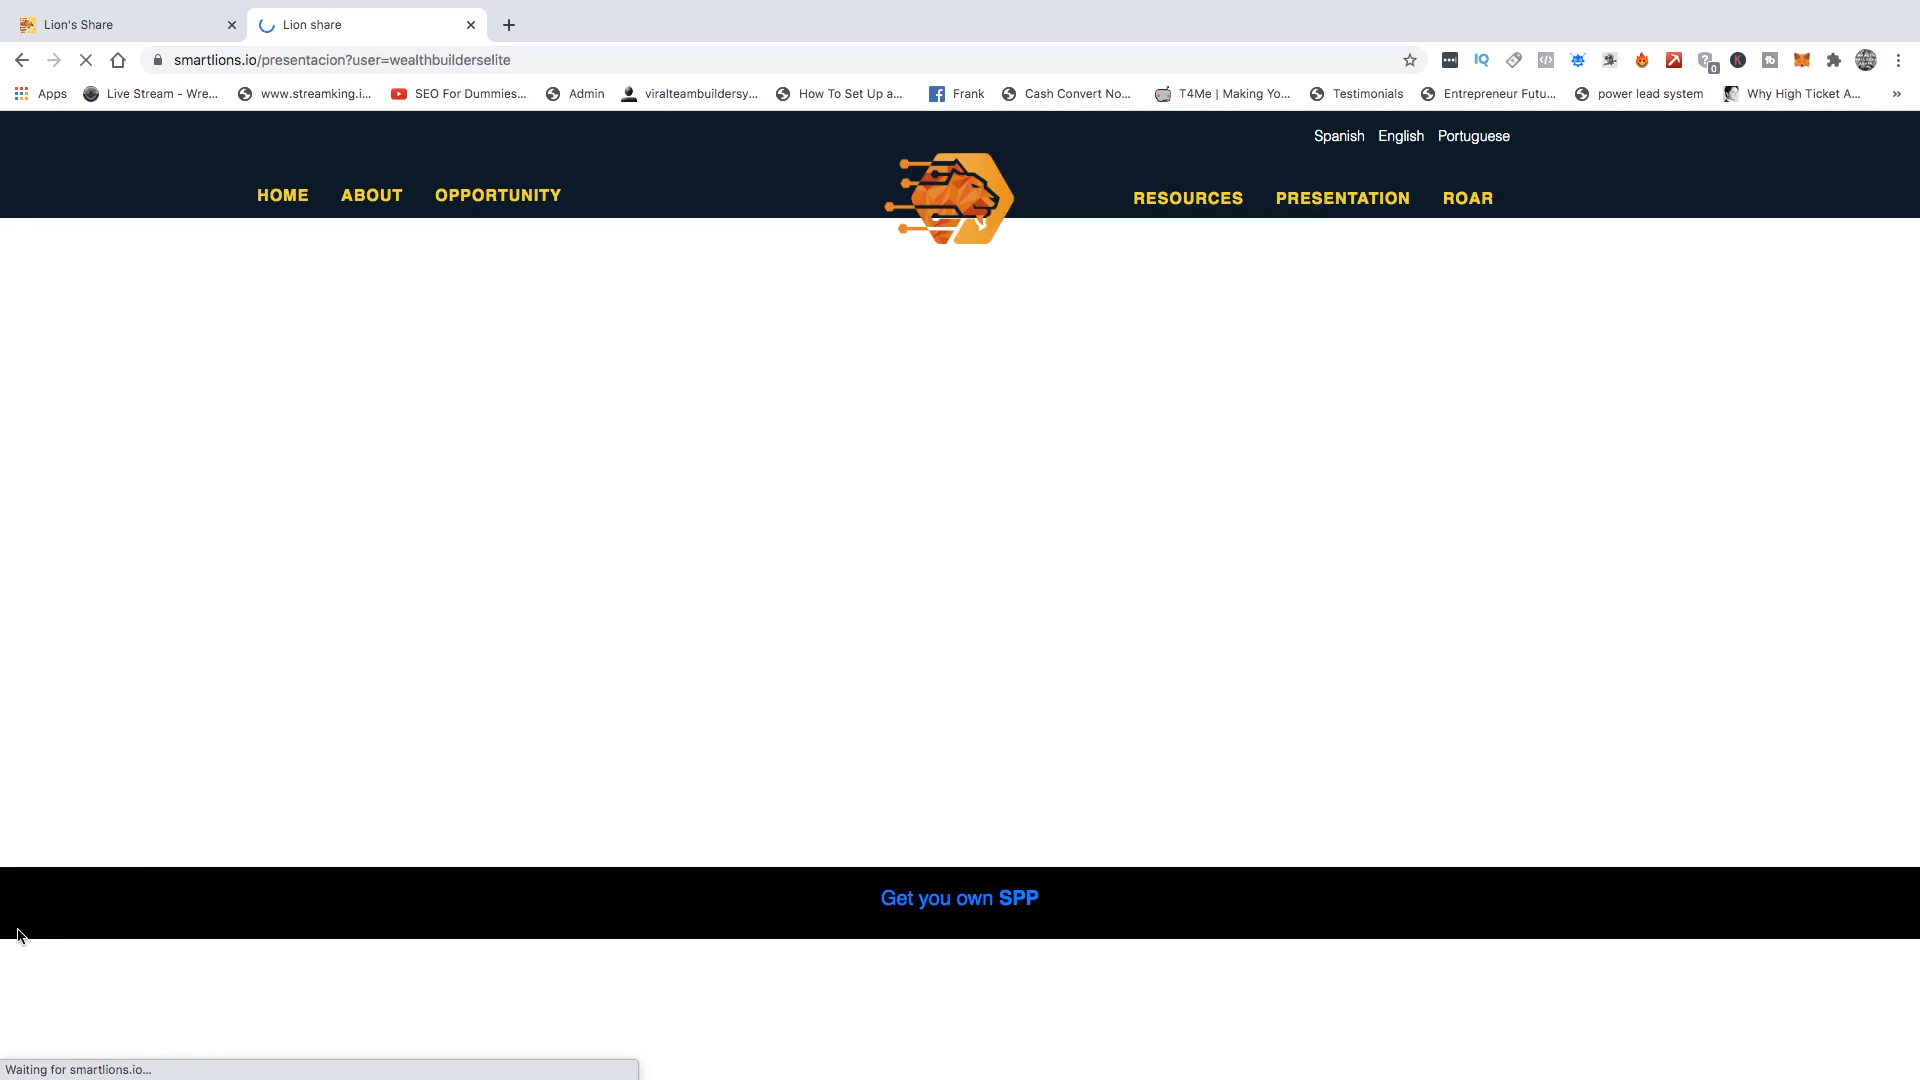 Lion's Share
Lion share
smartlions.io/presentacion?user=wealthbuilderselite
IQ
0
Apps
Live Stream - Wre...
www.streamking.i...
SEO For Dummies...
Admin
viralteambuildersy...
How To Set Up a...
Frank
Cash Convert No...
T4Me | Making Yo...
Testimonials
Entrepreneur Futu...
power lead system
Why High Ticket A...
»
Spanish English Portuguese
HOME ABOUT OPPORTUNITY
RESOURCES PRESENTATION ROAR
Get you own SPP
Waiting for smartlions.io...